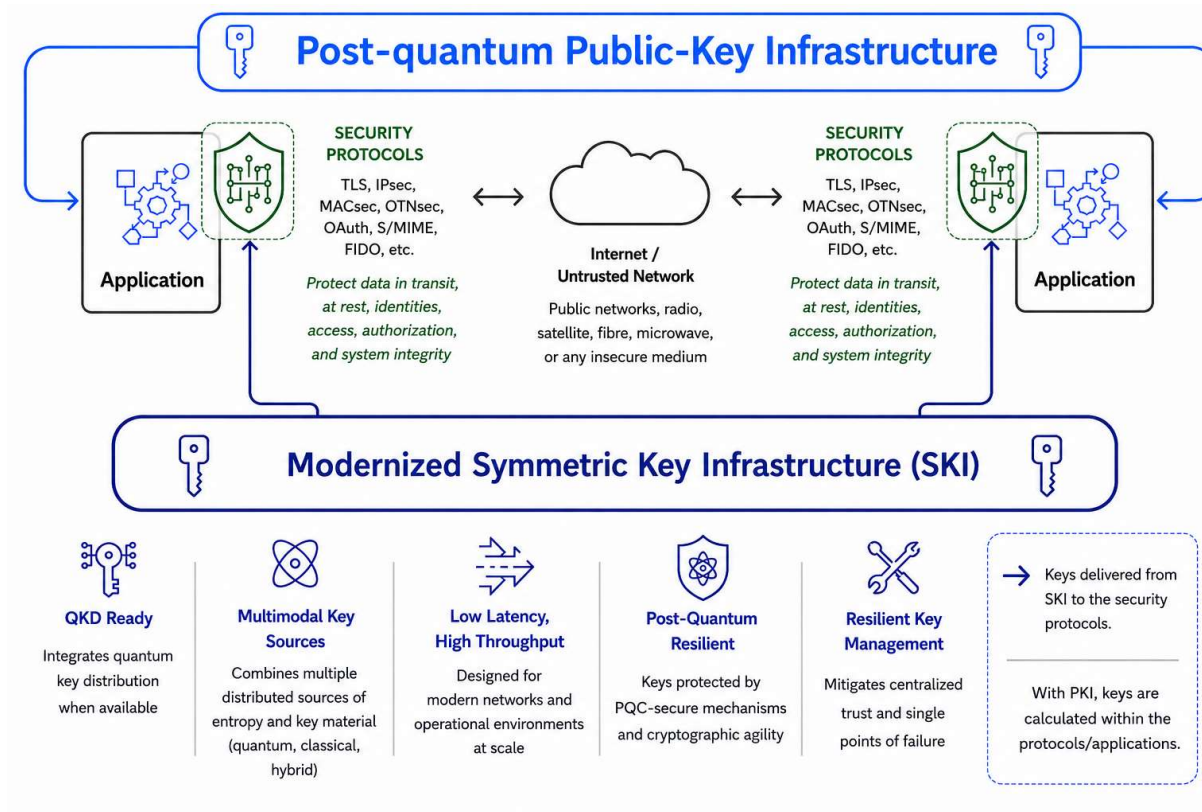 Post-quantum Public-Key Infrastructure
Application
SECURITY
PROTOCOLS
TLS, IPsec,
MACsec, OTNsec,
OAuth, S/MIME,
FIDO, etc.
Protect data in transit,
at rest, identities,
access, authorization,
and system integrity
Internet /
Untrusted Network
Public networks, radio,
satellite, fibre, microwave,
or any insecure medium
SECURITY
PROTOCOLS
TLS, IPsec,
MACsec, OTNsec,
OAuth, S/MIME,
FIDO, etc.
Protect data in transit,
at rest, identities,
access, authorization,
and system integrity
Application
Modernized Symmetric Key Infrastructure (SKI)
QKD Ready
Integrates quantum
key distribution
when available
Multimodal Key
Sources
Combines multiple
distributed sources of
entropy and key material
(quantum, classical,
hybrid)
Low Latency,
High Throughput
Designed for
modern networks and
operational environments
at scale
Post-Quantum
Resilient
Keys protected by
PQC-secure mechanisms
and cryptographic agility
Resilient Key
Management
Mitigates centralized
trust and single
points of failure
Keys delivered from
SKI to the security
protocols.
With PKI, keys are
calculated within the
protocols/applications.